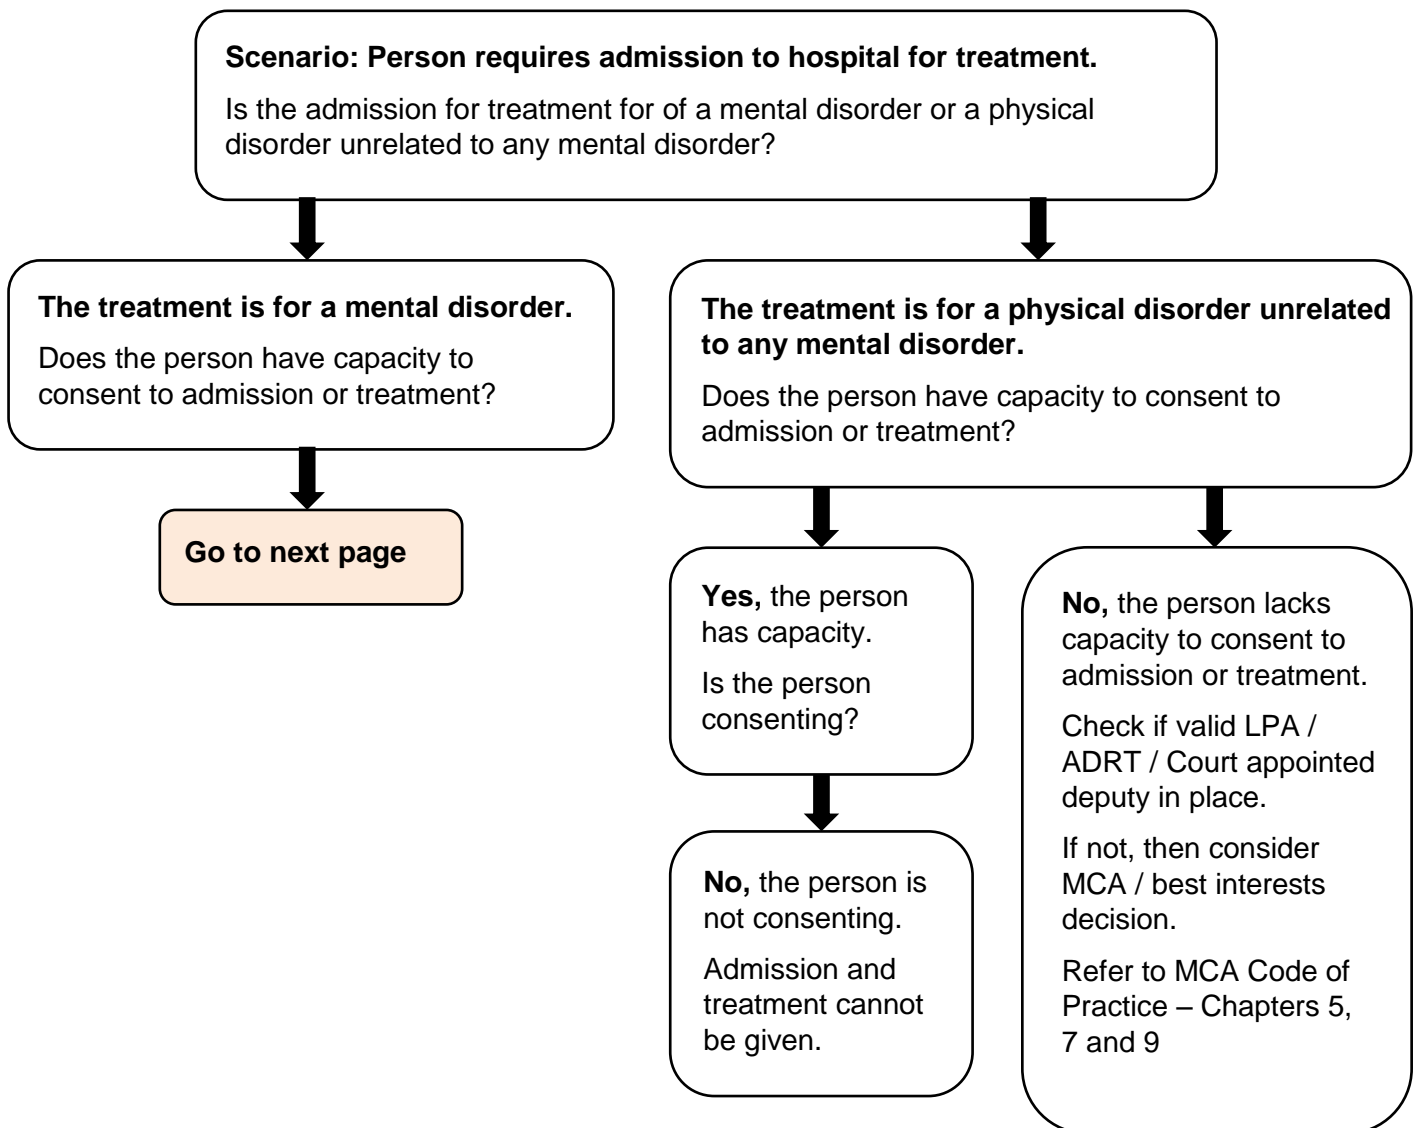 Scenario: Person requires admission to hospital for treatment.
Is the admission for treatment for of a mental disorder or a physical
disorder unrelated to any mental disorder?
The treatment is for a mental disorder.
Does the person have capacity to
consent to admission or treatment?
Go to next page
The treatment is for a physical disorder unrelated
to any mental disorder.
Does the person have capacity to consent to
admission or treatment?
Yes, the person
has capacity.
Is the person
consenting?
No, the person is
not consenting.
Admission and
treatment cannot
be given.
No, the person lacks
capacity to consent to
admission or treatment.
Check if valid LPA /
ADRT / Court appointed
deputy in place.
If not, then consider
MCA / best interests
decision.
Refer to MCA Code of
Practice – Chapters 5,
7 and 9